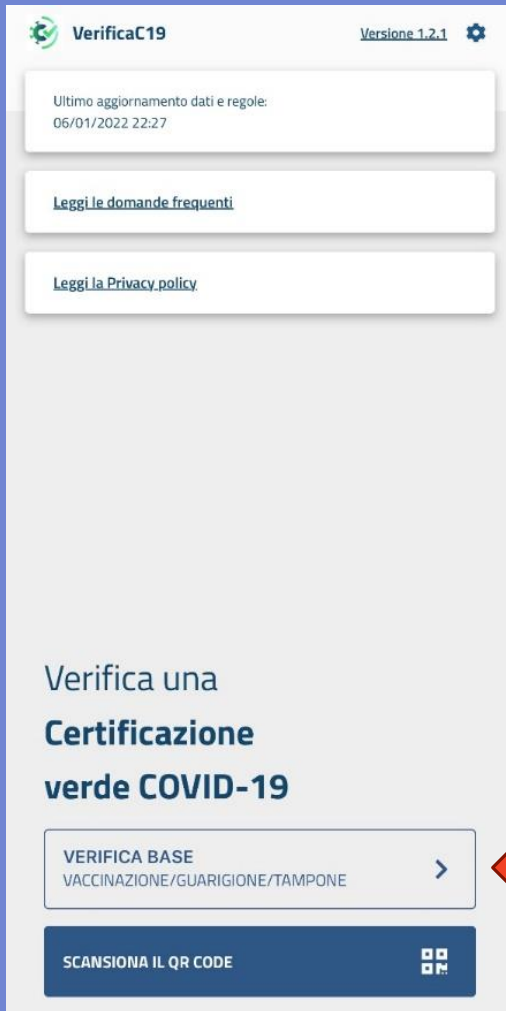 VerificaC19
Versione 1.2.1
Ultimo aggiornamento dati e regole:
06/01/2022 22:27
Leggi le domande frequenti
Leggi la Privacy policy
Verifica una
Certificazione
verde COVID-19
VERIFICA BASE
VACCINAZIONE/GUARIGIONE/TAMPONE
SCANSIONA IL QR CODE